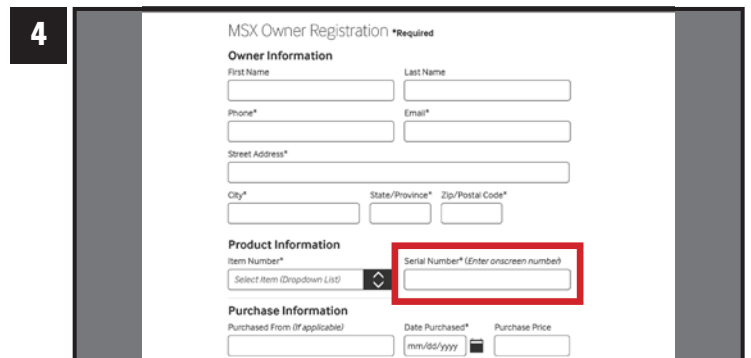 4
MSX Owner Registration *Required
Owner Information
First Name Last Name
Phone* Email*
Street Address*
City* State/Province* Zip/Postal Code*
Product Information
Item Number* Serial Number* (Enter onscreen number)
Select Item (Dropdown List)
Purchase Information
Purchased From (If applicable) Date Purchased* Purchase Price
mm/dd/yyyy